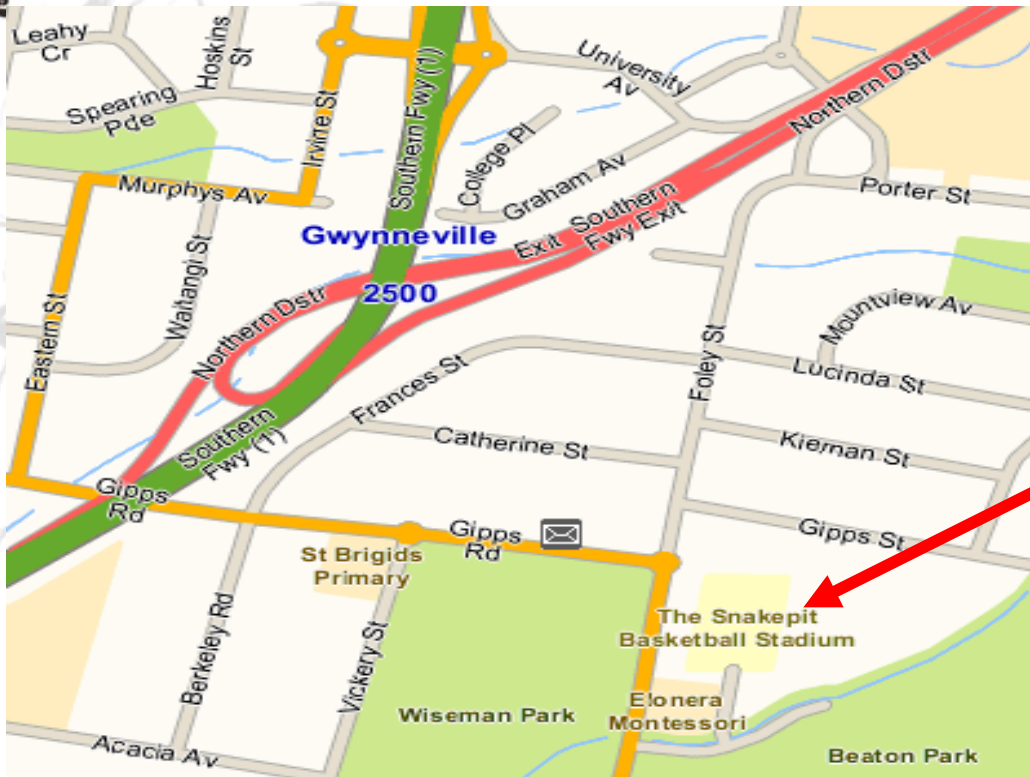 Leahy
Cr
Hoskins
St
Spearing
Pde
Irvine St
Southern Fwy (1)
University
Av
Northern Dstr
College Pl
Graham Av
Murphys Av
Porter St
Gwynneville
Exit Southern
Fwy Exit
2500
Waitangi St
Northern Dstr
Eastern St
Mountview Av
Foley St
Frances St
Lucinda St
Southern
Fwy (1)
Catherine St
Kiernan St
Gipps
Rd
Gipps
Rd
Gipps St
St Brigids
Primary
The Snakepit
Basketball Stadium
Berkeley Rd
Vickery St
Wiseman Park
Elonera
Montessori
Acacia Av
Beaton Park